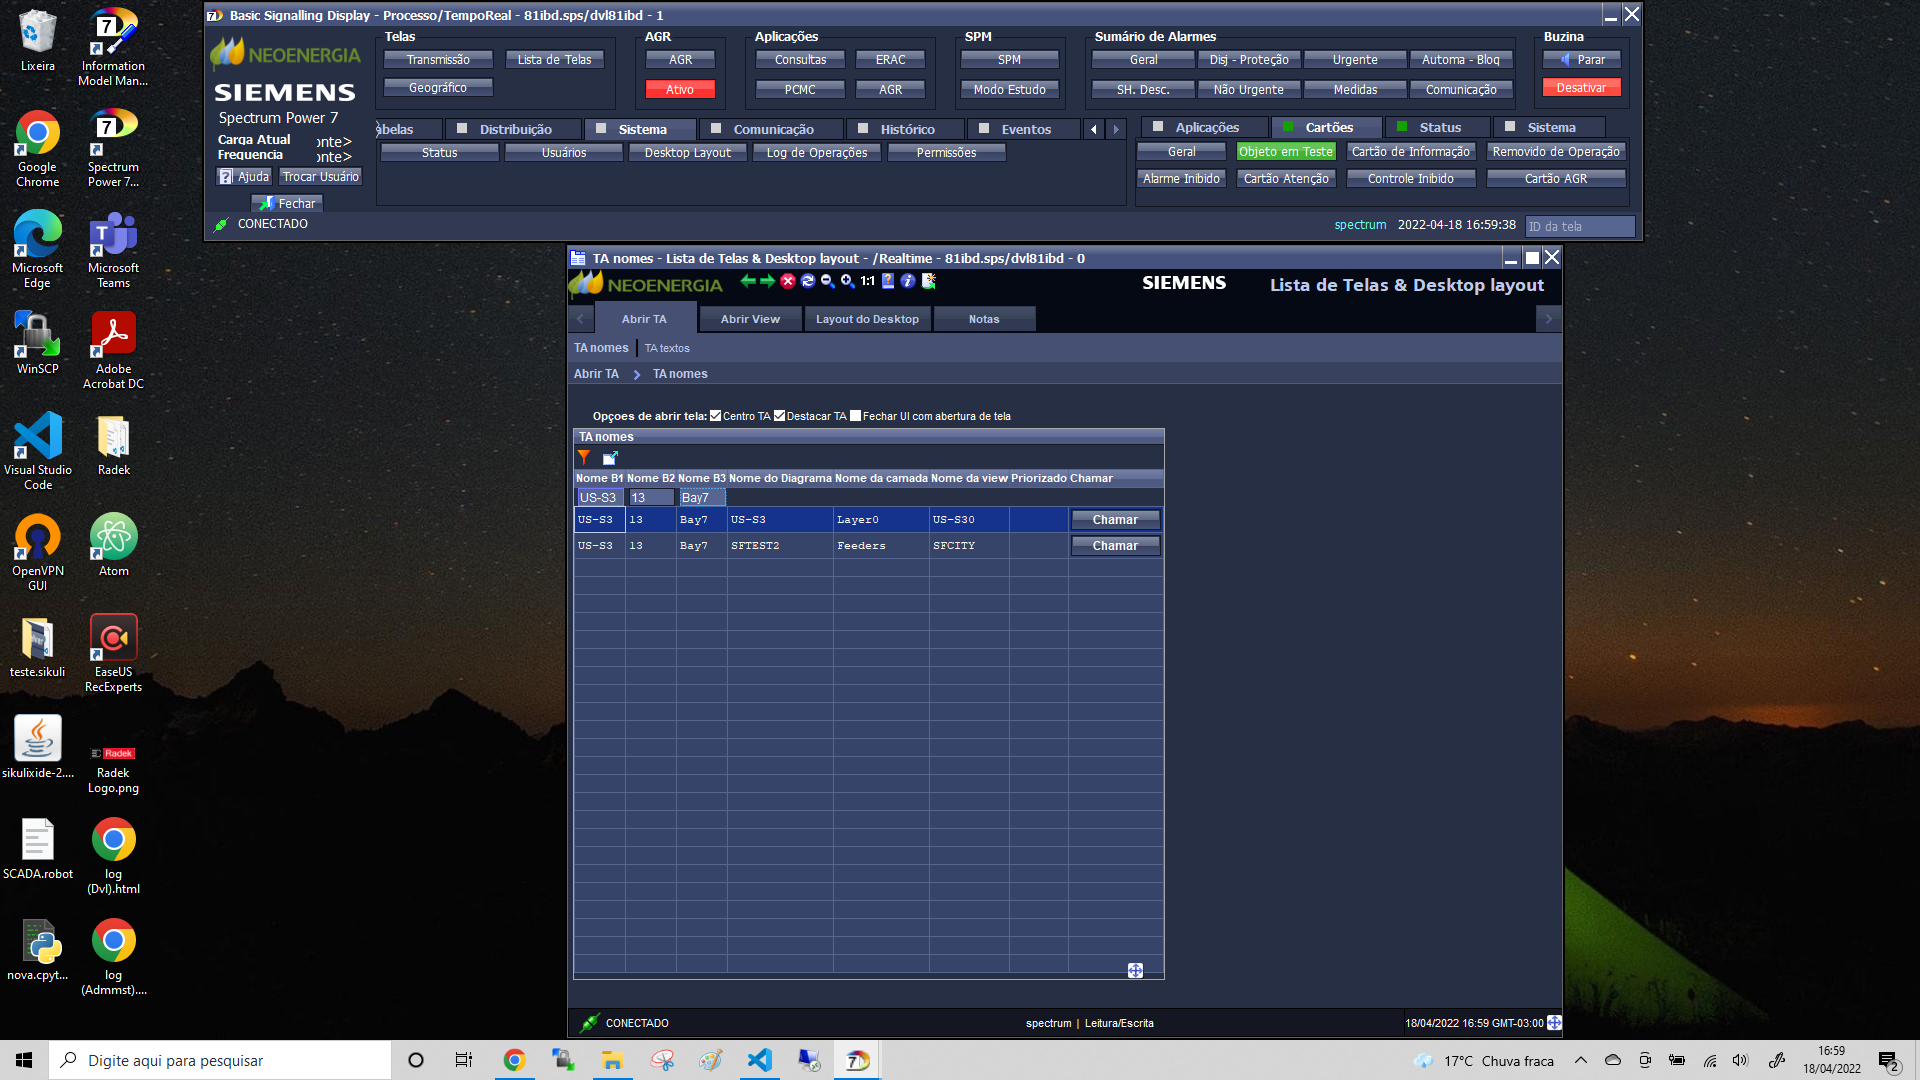 Lixeira
Information
Model Man...
Google
Chrome
Spectrum
Power 7...
Microsoft
Edge
Microsoft
Teams
WinSCP
Adobe
Acrobat DC
Visual Studio
Code
Radek
OpenVPN
GUI
Atom
teste.sikuli
EaseUS
RecExperts
sikulixide-2....
Radek
Radek
Logo.png
SCADA.robot
log
(Dvl).html
nova.cpyt...
log
(Admmst)....
Basic Signalling Display - Processo/TempoReal - 81ibd.sps/dvl81ibd - 1
NEOENERGIA
SIEMENS
Spectrum Power 7
Carga Atual onte>
Frequencia onte>
Ajuda Trocar Usuário
Fechar
Telas
Transmissão Lista de Telas
Geográfico
AGR
AGR
Ativo
Aplicações
Consultas ERAC
PCMC AGR
SPM
SPM
Modo Estudo
Sumário de Alarmes
Geral Disj - Proteção Urgente Automa - Bloq
SH. Desc. Não Urgente Medidas Comunicação
Buzina
Parar
Desativar
abelas Distribuição Sistema Comunicação Histórico Eventos
Status Usuários Desktop Layout Log de Operações Permissões
Aplicações Cartões Status Sistema
Geral Objeto em Teste Cartão de Informação Removido de Operação
Alarme Inibido Cartão Atenção Controle Inibido Cartão AGR
CONECTADO
spectrum 2022-04-18 16:59:38 ID da tela
TA nomes - Lista de Telas & Desktop layout - /Realtime - 81ibd.sps/dvl81ibd - 0
NEOENERGIA 1:1 SIEMENS Lista de Telas & Desktop layout
Abrir TA Abrir View Layout do Desktop Notas
TA nomes TA textos
Abrir TA TA nomes
Opçoes de abrir tela: Centro TA Destacar TA Fechar UI com abertura de tela
TA nomes
Nome B1 Nome B2 Nome B3 Nome do Diagrama Nome da camada Nome da view Priorizado Chamar
US-S3 13 Bay7
US-S3 13 Bay7 US-S3 Layer0 US-S30 Chamar
US-S3 13 Bay7 SFTEST2 Feeders SFCITY Chamar
CONECTADO spectrum | Leitura/Escrita 18/04/2022 16:59 GMT-03:00
Digite aqui para pesquisar
17°C Chuva fraca
16:59
18/04/2022
2